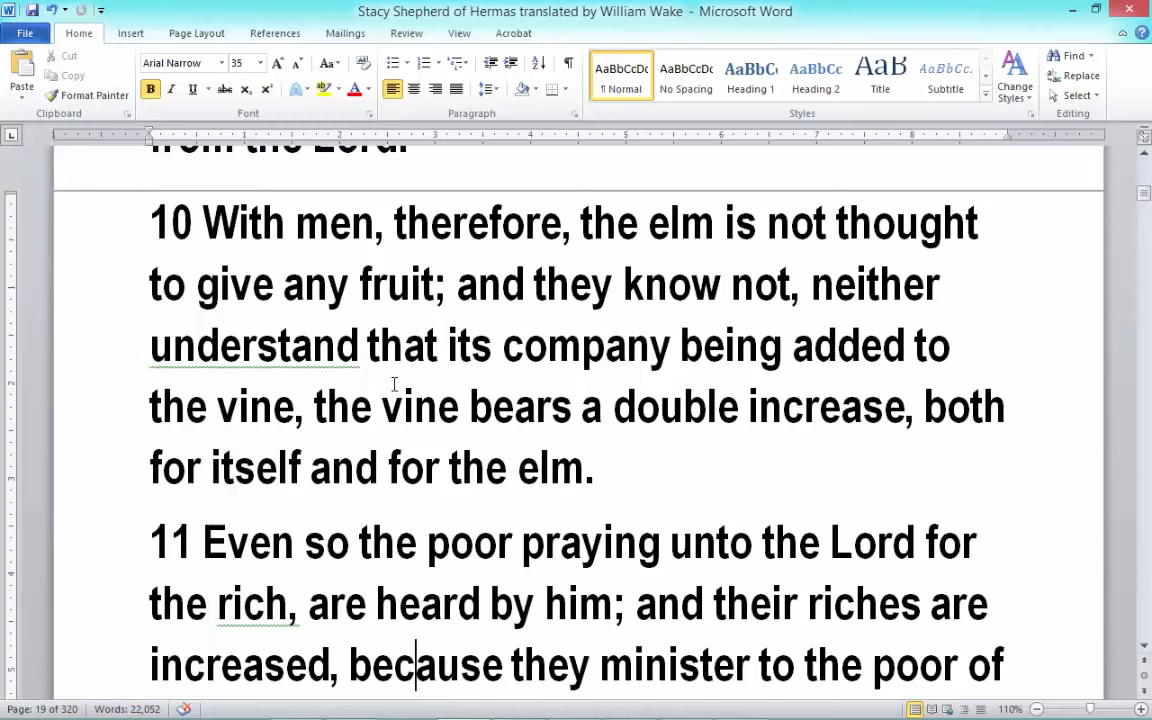 Stacy Shepherd of Hermas translated by William Wake - Microsoft Word
File Home Insert Page Layout References Mailings Review View Acrobat
Paste
Cut
Copy
Format Painter
Clipboard
Arial Narrow 35
Font
Paragraph
AaBbCcDc AaBbCcDc AaBbC AaBbCc AaB AaBbCc.
¶ Normal No Spacing Heading 1 Heading 2 Title Subtitle
Styles
Change
Styles
Find
Replace
Select
Editing
from the Lord.
10 With men, therefore, the elm is not thought
to give any fruit; and they know not, neither
understand that its company being added to
the vine, the vine bears a double increase, both
for itself and for the elm.
11 Even so the poor praying unto the Lord for
the rich, are heard by him; and their riches are
increased, because they minister to the poor of
Page: 19 of 320 Words: 22,052 110%